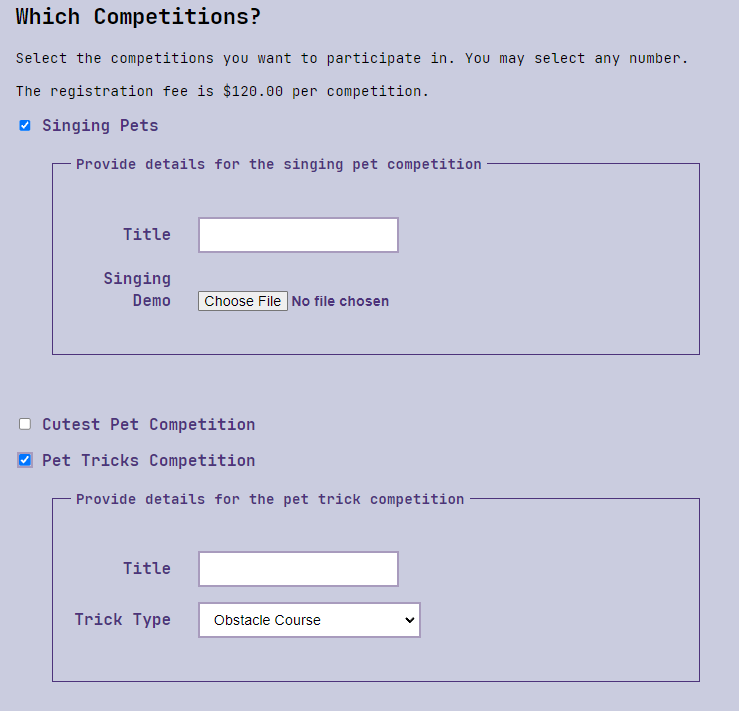 Which Competitions?
Select the competitions you want to participate in. You may select any number.
The registration fee is $120.00 per competition.
Singing Pets
Provide details for the singing pet competition
Title
Singing
Demo
Choose File No file chosen
Cutest Pet Competition
Pet Tricks Competition
Provide details for the pet trick competition
Title
Trick Type
Obstacle Course